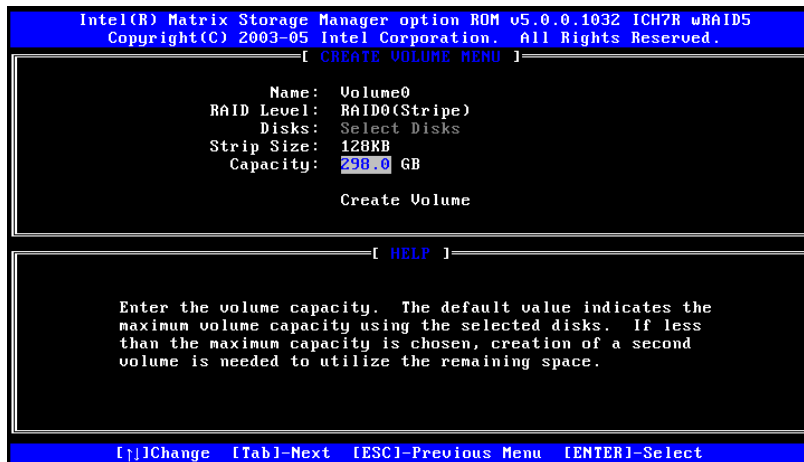 Intel(R) Matrix Storage Manager option ROM v5.0.0.1032 ICH7R wRAID5
Copyright(C) 2003-05 Intel Corporation. All Rights Reserved.
[ CREATE VOLUME MENU ]
Name: Volume0
RAID Level: RAID0(Stripe)
Disks: Select Disks
Strip Size: 128KB
Capacity: 298.0 GB
Create Volume
[ HELP ]
Enter the volume capacity. The default value indicates the
maximum volume capacity using the selected disks. If less
than the maximum capacity is chosen, creation of a second
volume is needed to utilize the remaining space.
[↑↓]Change [Tab]-Next [ESC]-Previous Menu [ENTER]-Select